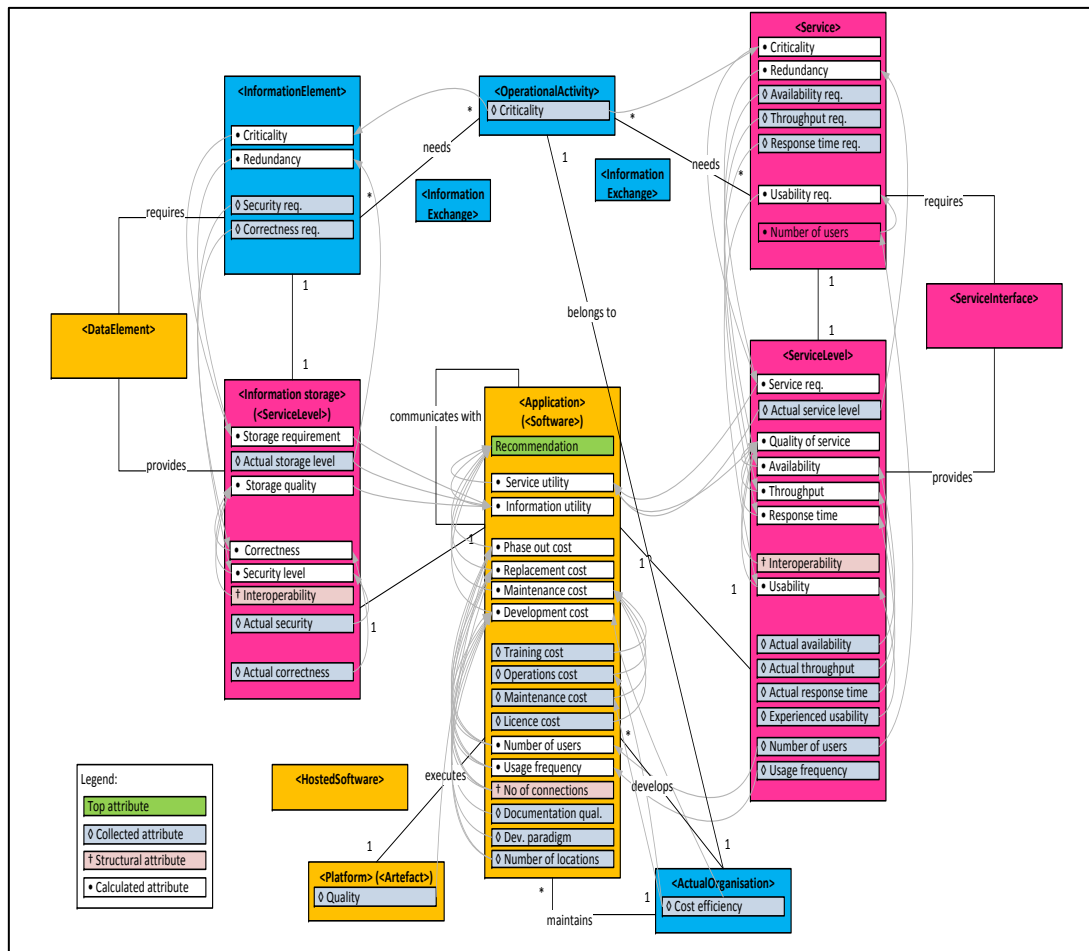 <Service>
• Criticality
• Redundancy
◊ Availability req.
◊ Throughput req.
◊ Response time req.
• Usability req.
• Number of users
<InformationElement>
• Criticality
• Redundancy
◊ Security req.
◊ Correctness req.
<OperationalActivity>
◊ Criticality
*
*
1
needs
needs
*
*
<Information
Exchange>
<Information
Exchange>
requires
requires
1
1
belongs to
<DataElement>
<ServiceInterface>
1
1
<Information storage>
(<ServiceLevel>)
• Storage requirement
◊ Actual storage level
• Storage quality
• Correctness
• Security level
† Interoperability
◊ Actual security
◊ Actual correctness
provides
communicates with
<Application>
(<Software>)
Recommendation
• Service utility
• Information utility
• Phase out cost
• Replacement cost
• Maintenance cost
• Development cost
◊ Training cost
◊ Operations cost
◊ Maintenance cost
◊ Licence cost
• Number of users
• Usage frequency
† No of connections
◊ Documentation qual.
◊ Dev. paradigm
◊ Number of locations
1
1
1
1
<ServiceLevel>
• Service req.
◊ Actual service level
• Quality of service
• Availability
• Throughput
• Response time
† Interoperability
• Usability
◊ Actual availability
◊ Actual throughput
◊ Actual response time
◊ Experienced usability
◊ Number of users
◊ Usage frequency
provides
<HostedSoftware>
executes
*
develops
1
1
<Platform> (<Artefact>)
◊ Quality
<ActualOrganisation>
◊ Cost efficiency
*
maintains
1
Legend:
Top attribute
◊ Collected attribute
† Structural attribute
• Calculated attribute